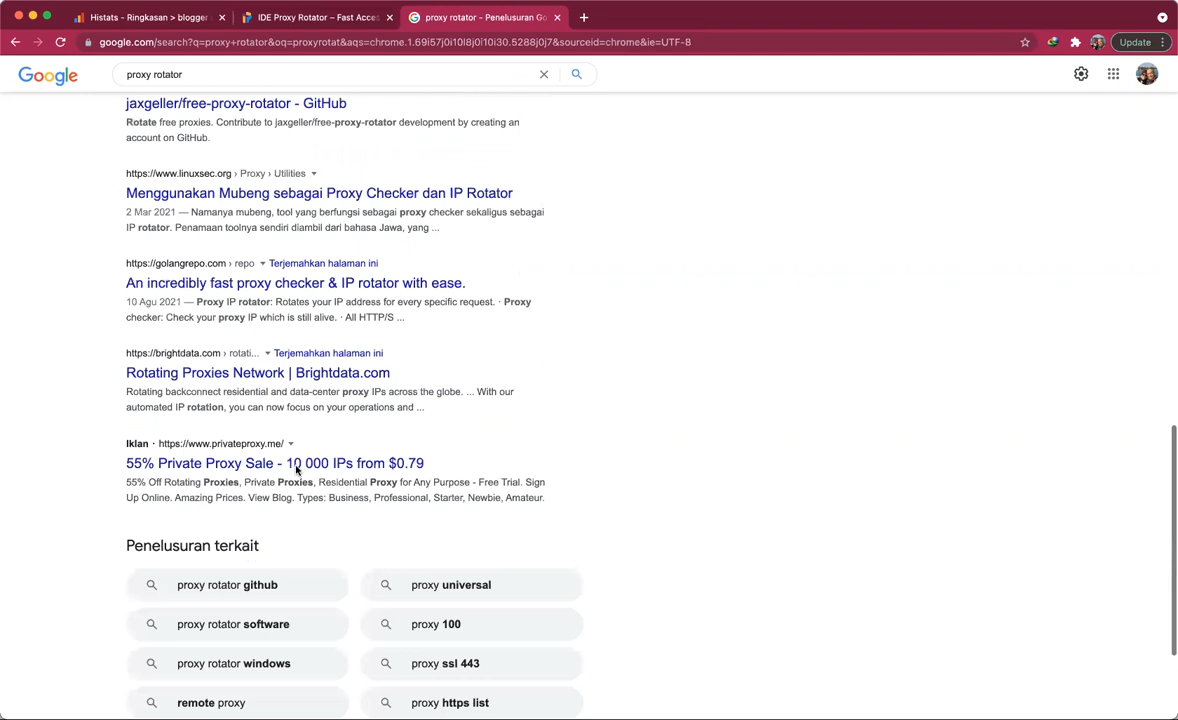 Histats - Ringkasan > blogger
IDE Proxy Rotator – Fast Acces
proxy rotator - Penelusuran Go
google.com/search?q=proxy+rotator&oq=proxyrotat&aqs=chrome.1.69i57j0i10l8j0i10i30.5288j0j7&sourceid=chrome&ie=UTF-8
Update
Google
proxy rotator
jaxgeller/free-proxy-rotator - GitHub
Rotate free proxies. Contribute to jaxgeller/free-proxy-rotator development by creating an
account on GitHub.
https://www.linuxsec.org › Proxy › Utilities
Menggunakan Mubeng sebagai Proxy Checker dan IP Rotator
2 Mar 2021 — Namanya mubeng, tool yang berfungsi sebagai proxy checker sekaligus sebagai
IP rotator. Penamaan toolnya sendiri diambil dari bahasa Jawa, yang ...
https://golangrepo.com › repo Terjemahkan halaman ini
An incredibly fast proxy checker & IP rotator with ease.
10 Agu 2021 — Proxy IP rotator: Rotates your IP address for every specific request. · Proxy
checker: Check your proxy IP which is still alive. · All HTTP/S ...
https://brightdata.com › rotati... Terjemahkan halaman ini
Rotating Proxies Network | Brightdata.com
Rotating backconnect residential and data-center proxy IPs across the globe. ... With our
automated IP rotation, you can now focus on your operations and ...
Iklan · https://www.privateproxy.me/
55% Private Proxy Sale - 10 000 IPs from $0.79
55% Off Rotating Proxies, Private Proxies, Residential Proxy for Any Purpose - Free Trial. Sign
Up Online. Amazing Prices. View Blog. Types: Business, Professional, Starter, Newbie, Amateur.
Penelusuran terkait
proxy rotator github
proxy universal
proxy rotator software
proxy 100
proxy rotator windows
proxy ssl 443
remote proxy
proxy https list